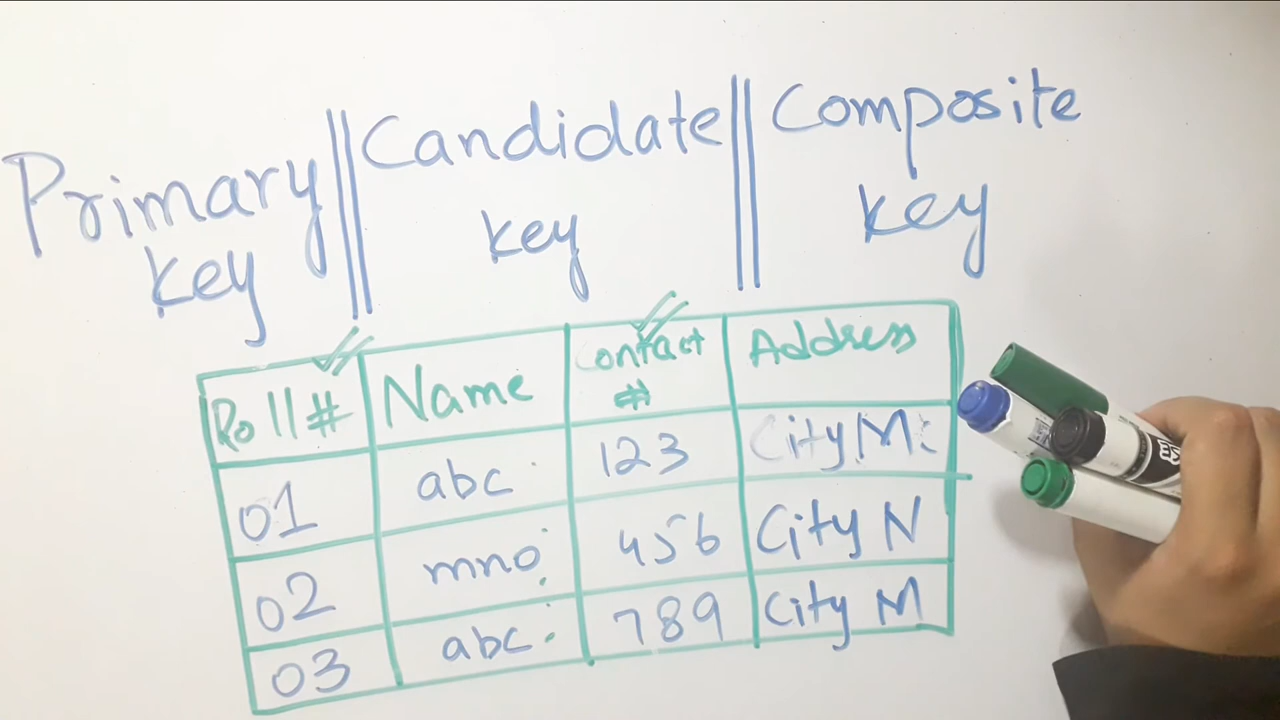 Primary || Candidate || Composite
key key key
Roll # Name Contact # Address
01 abc 123 City M
02 mno 456 City N
03 abc 789 City M